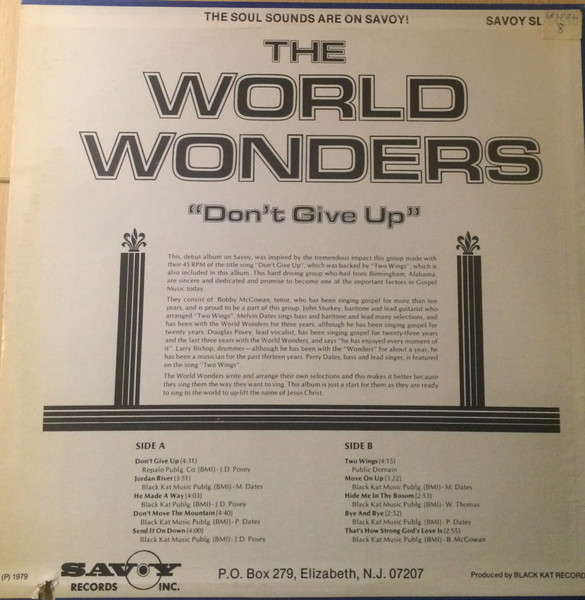 THE SOUL SOUNDS ARE ON SAVOY!
SAVOY SL
8
THE
WORLD
WONDERS
"Don't Give Up"
This, debut album on Savoy, was inspired by the tremendous impact this group made with
their 45 RPM of the title song "Don't Give Up", which was backed by "Two Wings", which is
also included in this album. This hard driving group who hail from Birmingham, Alabama,
are sincere and dedicated and promise to become one of the important factors in Gospel
Music today.
They consist of Bobby McGowan, tenor, who has been singing gospel for more than ten
years, and is proud to be a part of this group. John Sturkey, baritone and lead guitarist who
arranged "Two Wings". Melvin Dates sings bass and baritone and lead many selections, and
has been with the World Wonders for three years, although he has been singing gospel for
twenty years. Douglas Posey, lead vocalist, has been singing gospel for twenty-three years
and the last three years with the World Wonders, and says "he has enjoyed every moment of
it". Larry Bishop, drummer—although he has been with the "Wonders" for about a year, he
has been a musician for the past thirteen years. Perry Dates, bass and lead singer, is featured
on the song "Two Wings"
The World Wonders write and arrange their own selections and this makes it better because
they sing them the way they want to sing. This album is just a start for them as they are ready
to sing to the world to up-lift the name of Jesus Christ.
SIDE A
Don't Give Up (4:31)
Repalo Publg. Co. (BMI) - J.D. Posey
Jordan River (3:51)
Black Kat Music Publg. (BMI) - M. Dates
He Made A Way (4:03)
Black Kat Music Publg. (BMI) - J.D. Posey
Don't Move The Mountain (4:40)
Black Kat Music Publg. (BMI) - P. Dates
Send It On Down (4:00)
Black Kat Music Publg. (BMI) - J.D. Posey
SIDE B
Two Wings (4:15)
Public Domain
Move On Up (3:22)
Black Kat Music Publg. (BMI) - M. Dates
Hide Me In Thy Bosom (2:53)
Black Kat Music Publg. (BMI) - W. Thomas
Bye And Bye (2:32)
Black Kat Music Publg. (BMI) - P. Dates
That's How Strong God's Love Is (2:55)
Black Kat Music Publg. (BMI) - B. McGowan
(P) 1979
SAVOY
RECORDS INC.
P.O. Box 279, Elizabeth, N.J. 07207
Produced by BLACK KAT RECORD